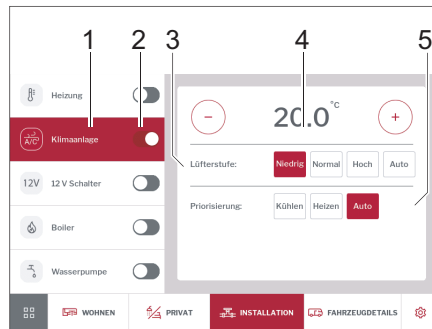 1 2 3 4 5
Heizung
20.0 °C
− +
A/C Klimaanlage
Lüfterstufe: Niedrig Normal Hoch Auto
12V 12 V Schalter
Priorisierung: Kühlen Heizen Auto
Boiler
Wasserpumpe
WOHNEN PRIVAT INSTALLATION FAHRZEUGDETAILS